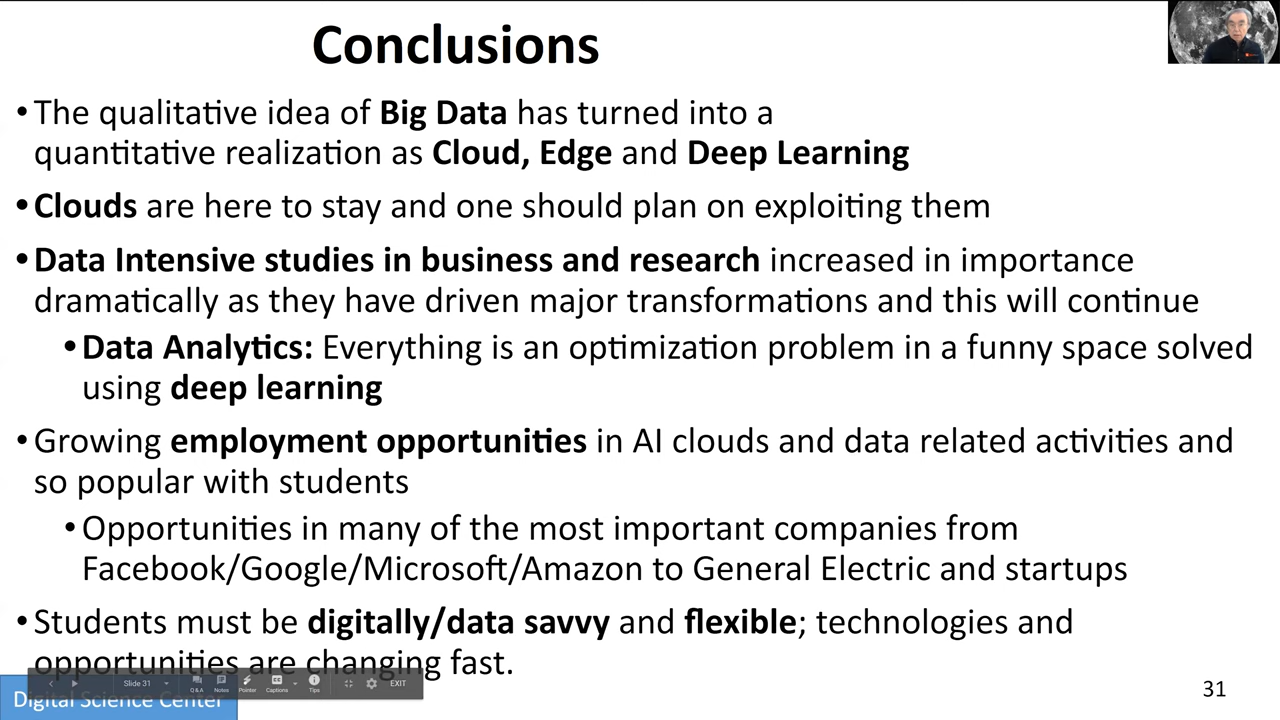 Conclusions
• The qualitative idea of Big Data has turned into a
quantitative realization as Cloud, Edge and Deep Learning
• Clouds are here to stay and one should plan on exploiting them
• Data Intensive studies in business and research increased in importance
dramatically as they have driven major transformations and this will continue
• Data Analytics: Everything is an optimization problem in a funny space solved
using deep learning
• Growing employment opportunities in AI clouds and data related activities and
so popular with students
• Opportunities in many of the most important companies from
Facebook/Google/Microsoft/Amazon to General Electric and startups
• Students must be digitally/data savvy and flexible; technologies and
opportunities are changing fast.
Slide 31
Q&A
Notes
Pointer
Captions
Tips
EXIT
Digital Science Center
31